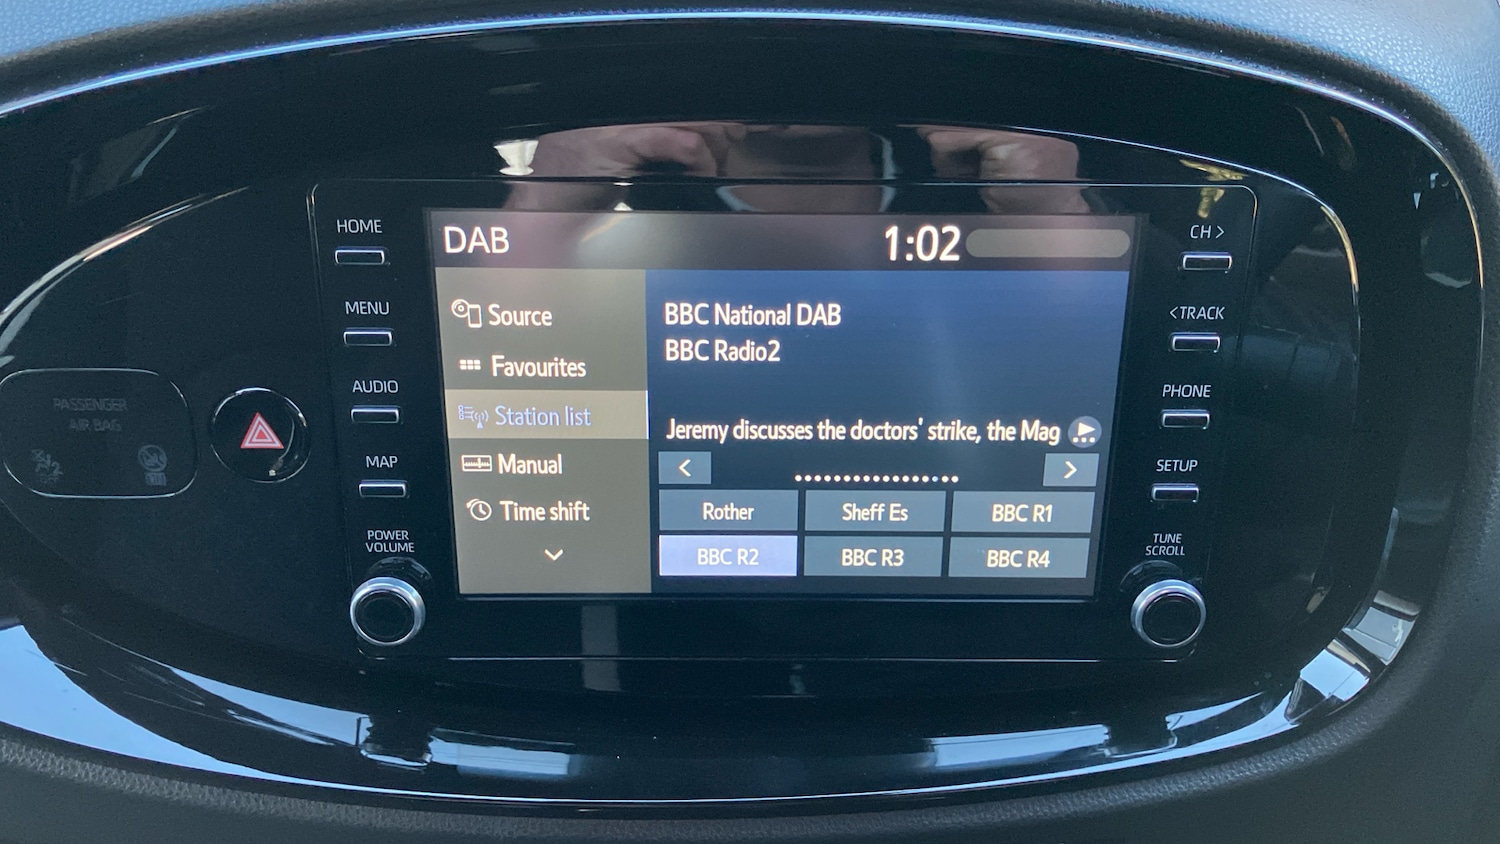 HOME
MENU
AUDIO
MAP
POWER
VOLUME
PASSENGER
AIR BAG
DAB
1:02
Source
Favourites
Station list
Manual
Time shift
BBC National DAB
BBC Radio2
Jeremy discusses the doctors' strike, the Mag
<
>
Rother
Sheff Es
BBC R1
BBC R2
BBC R3
BBC R4
CH >
<TRACK
PHONE
SETUP
TUNE
SCROLL